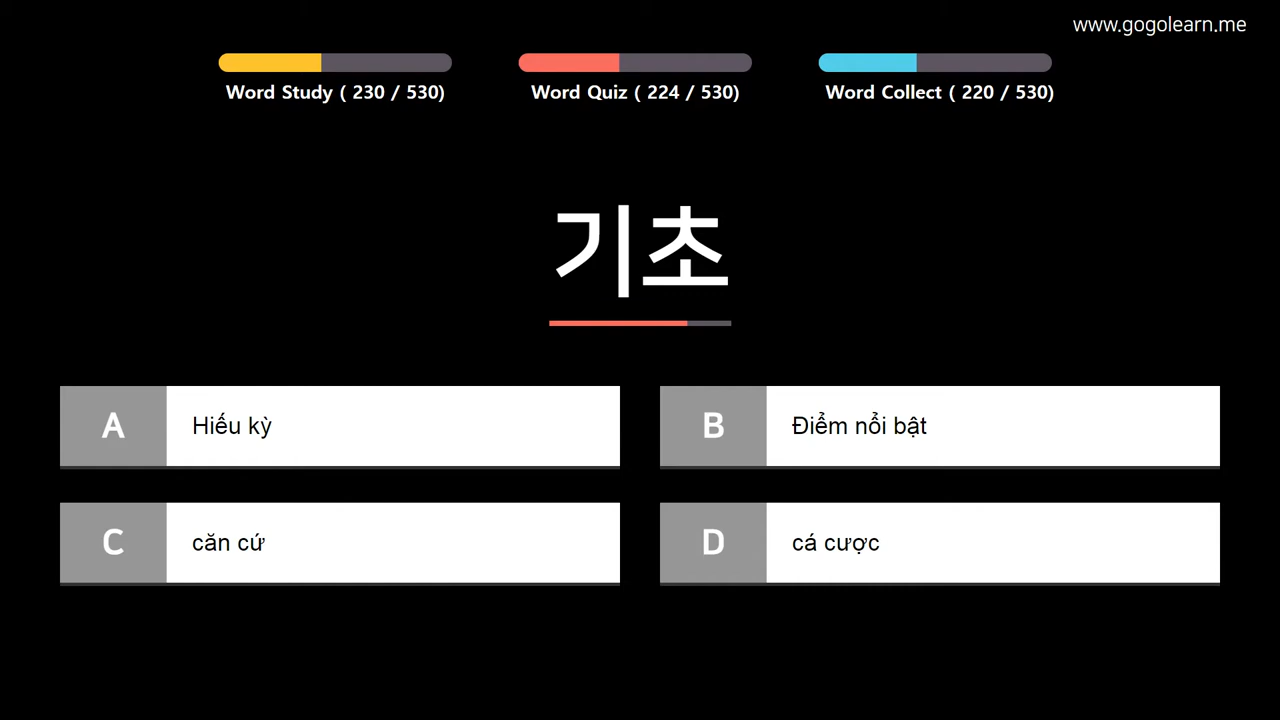 www.gogolearn.me
Word Study ( 230 / 530)
Word Quiz ( 224 / 530)
Word Collect ( 220 / 530)
기초
A
Hiếu kỳ
B
Điểm nổi bật
C
căn cứ
D
cá cược